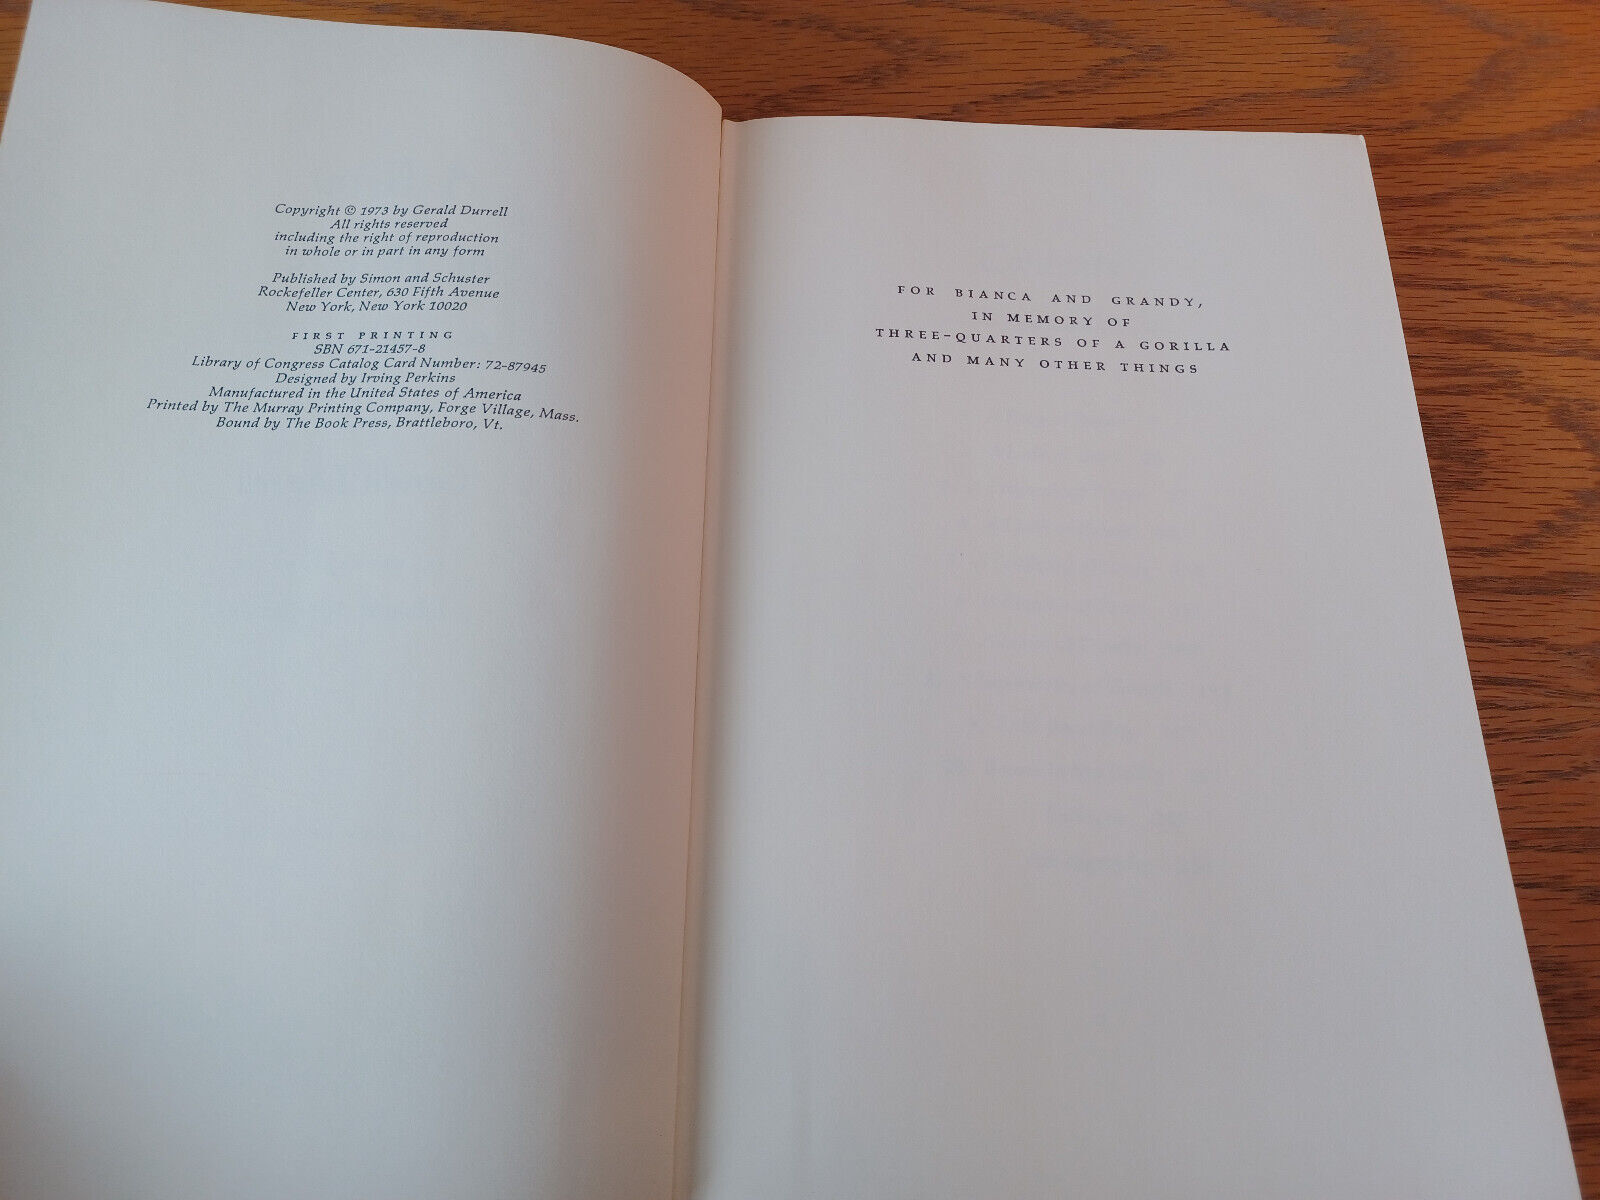 Copyright © 1973 by Gerald Durrell
All rights reserved
including the right of reproduction
in whole or in part in any form
Published by Simon and Schuster
Rockefeller Center, 630 Fifth Avenue
New York, New York 10020
FIRST PRINTING
SBN 671-21457-8
Library of Congress Catalog Card Number: 72-87945
Designed by Irving Perkins
Manufactured in the United States of America
Printed by The Murray Printing Company, Forge Village, Mass.
Bound by The Book Press, Brattleboro, Vt.
FOR BIANCA AND GRANDY,
IN MEMORY OF
THREE-QUARTERS OF A GORILLA
AND MANY OTHER THINGS